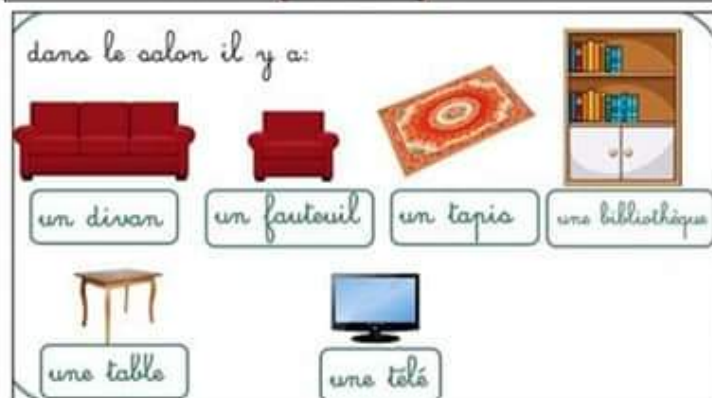 dans le salon il y a:
un divan
un fauteuil
un tapis
une bibliothèque
une table
une télé